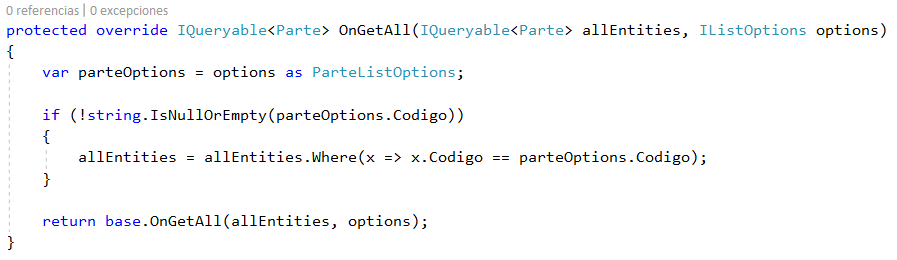 0 referencias | 0 excepciones
protected override IQueryable<Parte> OnGetAll(IQueryable<Parte> allEntities, IListOptions options)
{
    var parteOptions = options as ParteListOptions;

    if (!string.IsNullOrEmpty(parteOptions.Codigo))
    {
        allEntities = allEntities.Where(x => x.Codigo == parteOptions.Codigo);
    }

    return base.OnGetAll(allEntities, options);
}